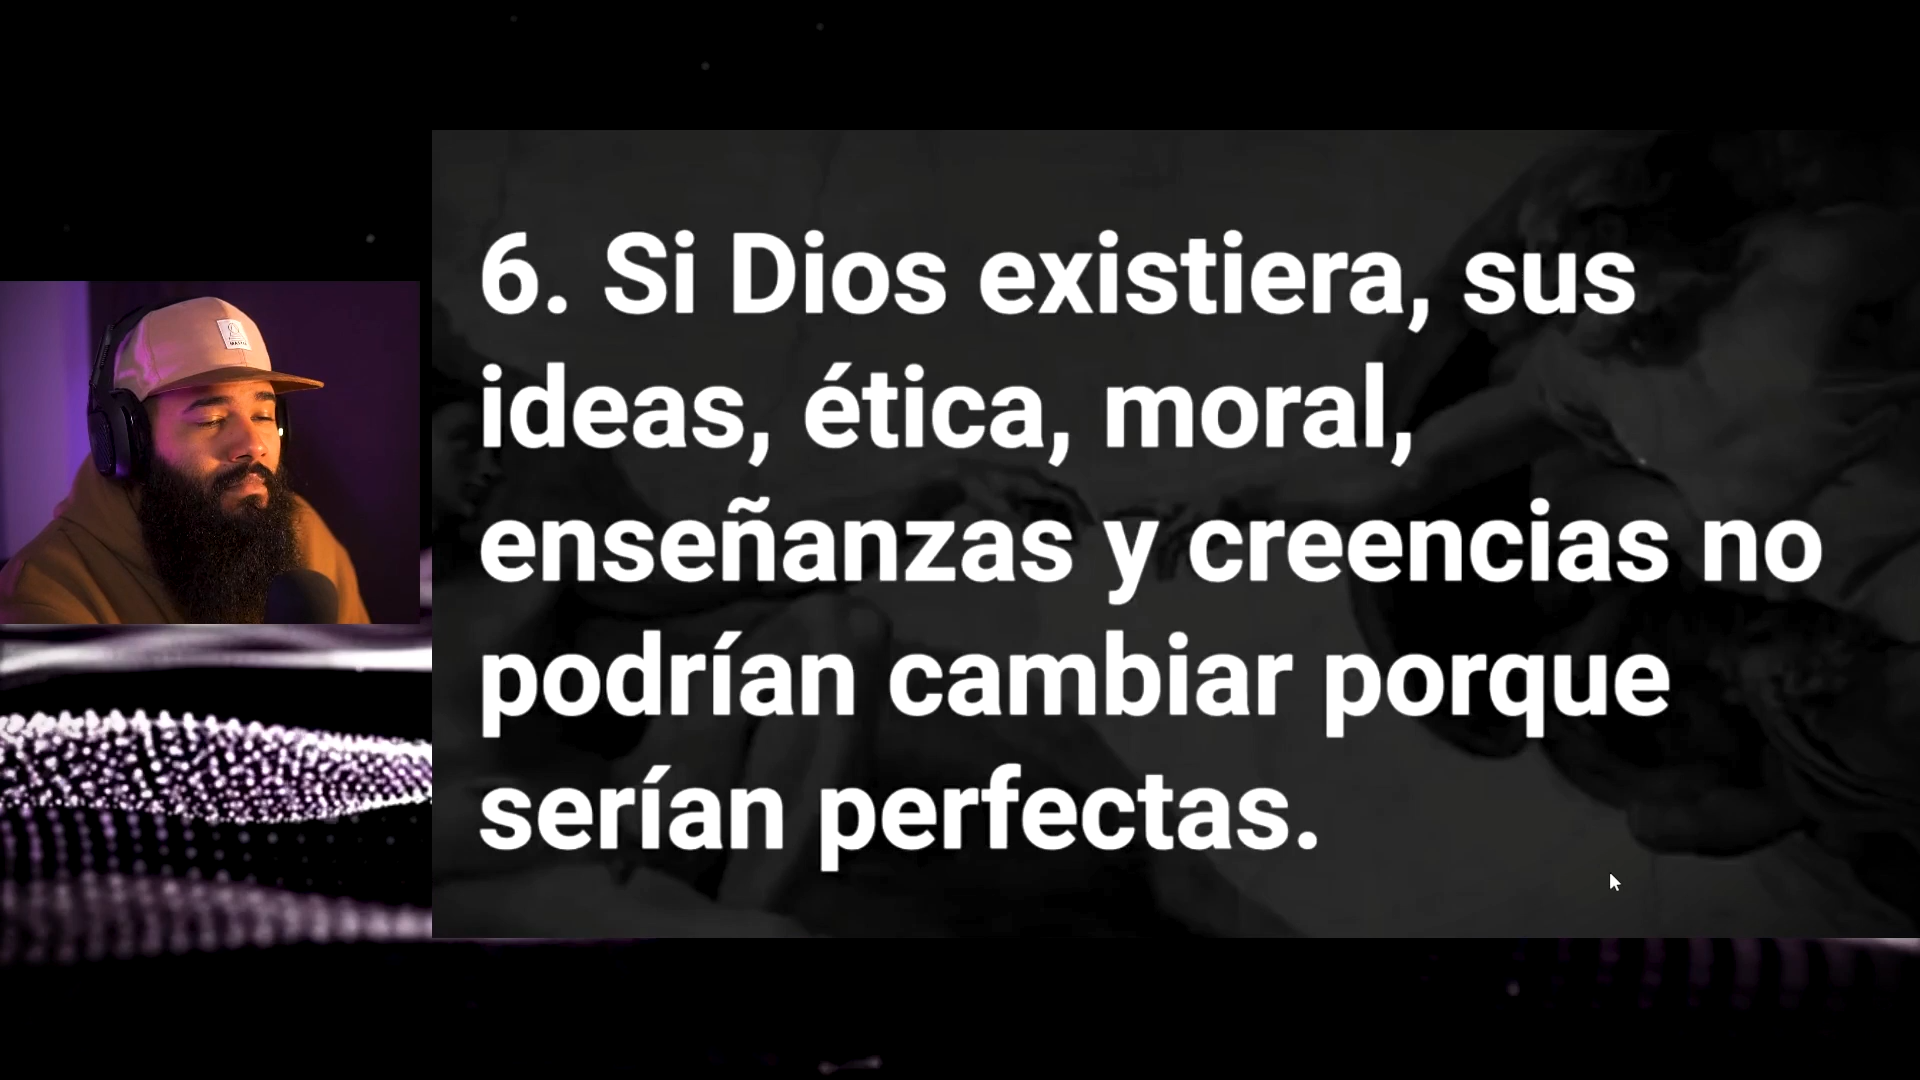 6. Si Dios existiera, sus
ideas, ética, moral,
enseñanzas y creencias no
podrían cambiar porque
serían perfectas.